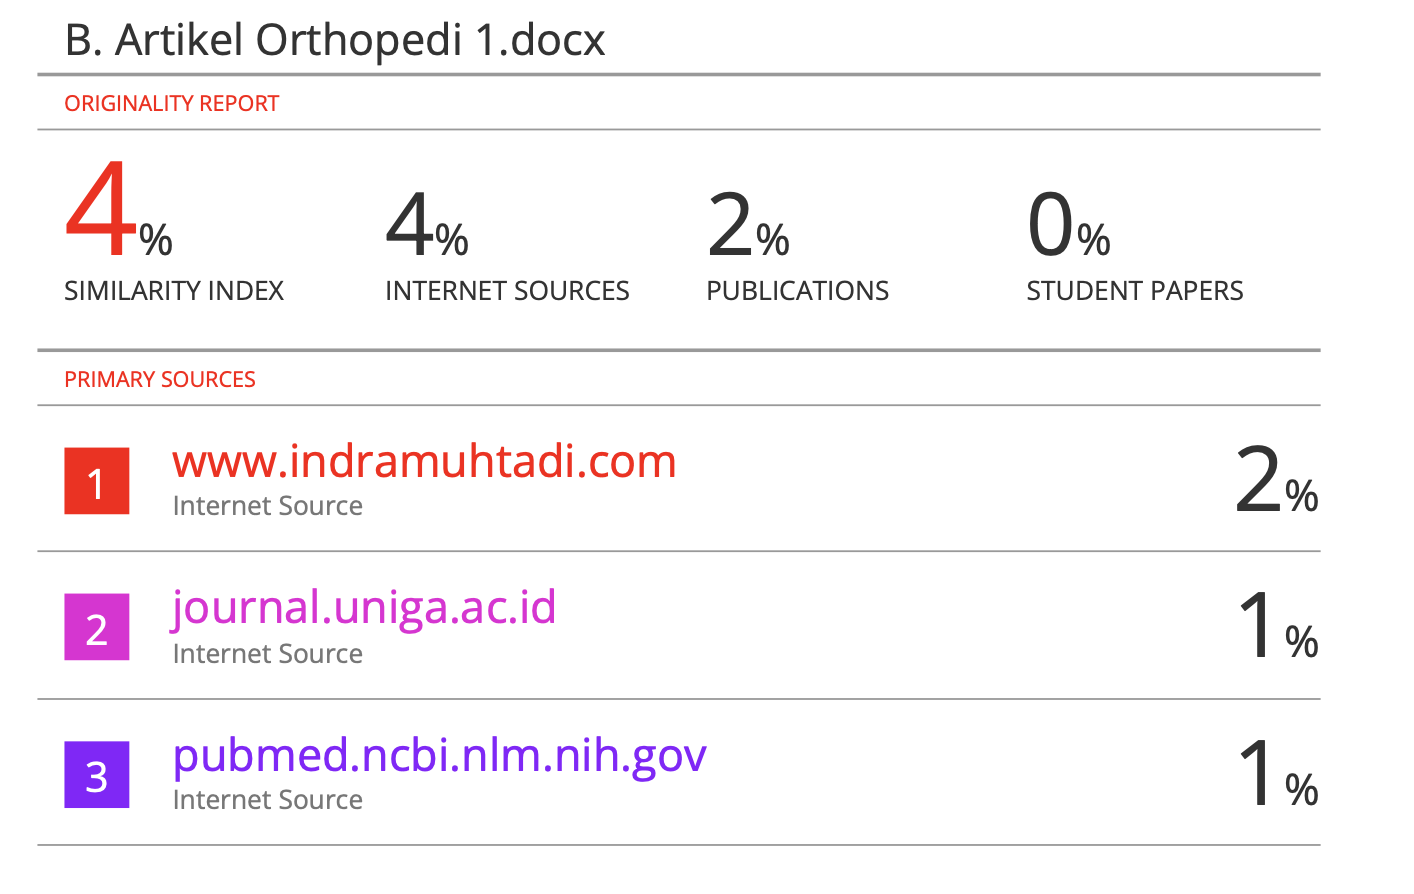 B. Artikel Orthopedi 1.docx
ORIGINALITY REPORT
4% 4% 2% 0%
SIMILARITY INDEX INTERNET SOURCES PUBLICATIONS STUDENT PAPERS
PRIMARY SOURCES
1 www.indramuhtadi.com 2%
Internet Source
2 journal.uniga.ac.id 1%
Internet Source
3 pubmed.ncbi.nlm.nih.gov 1%
Internet Source